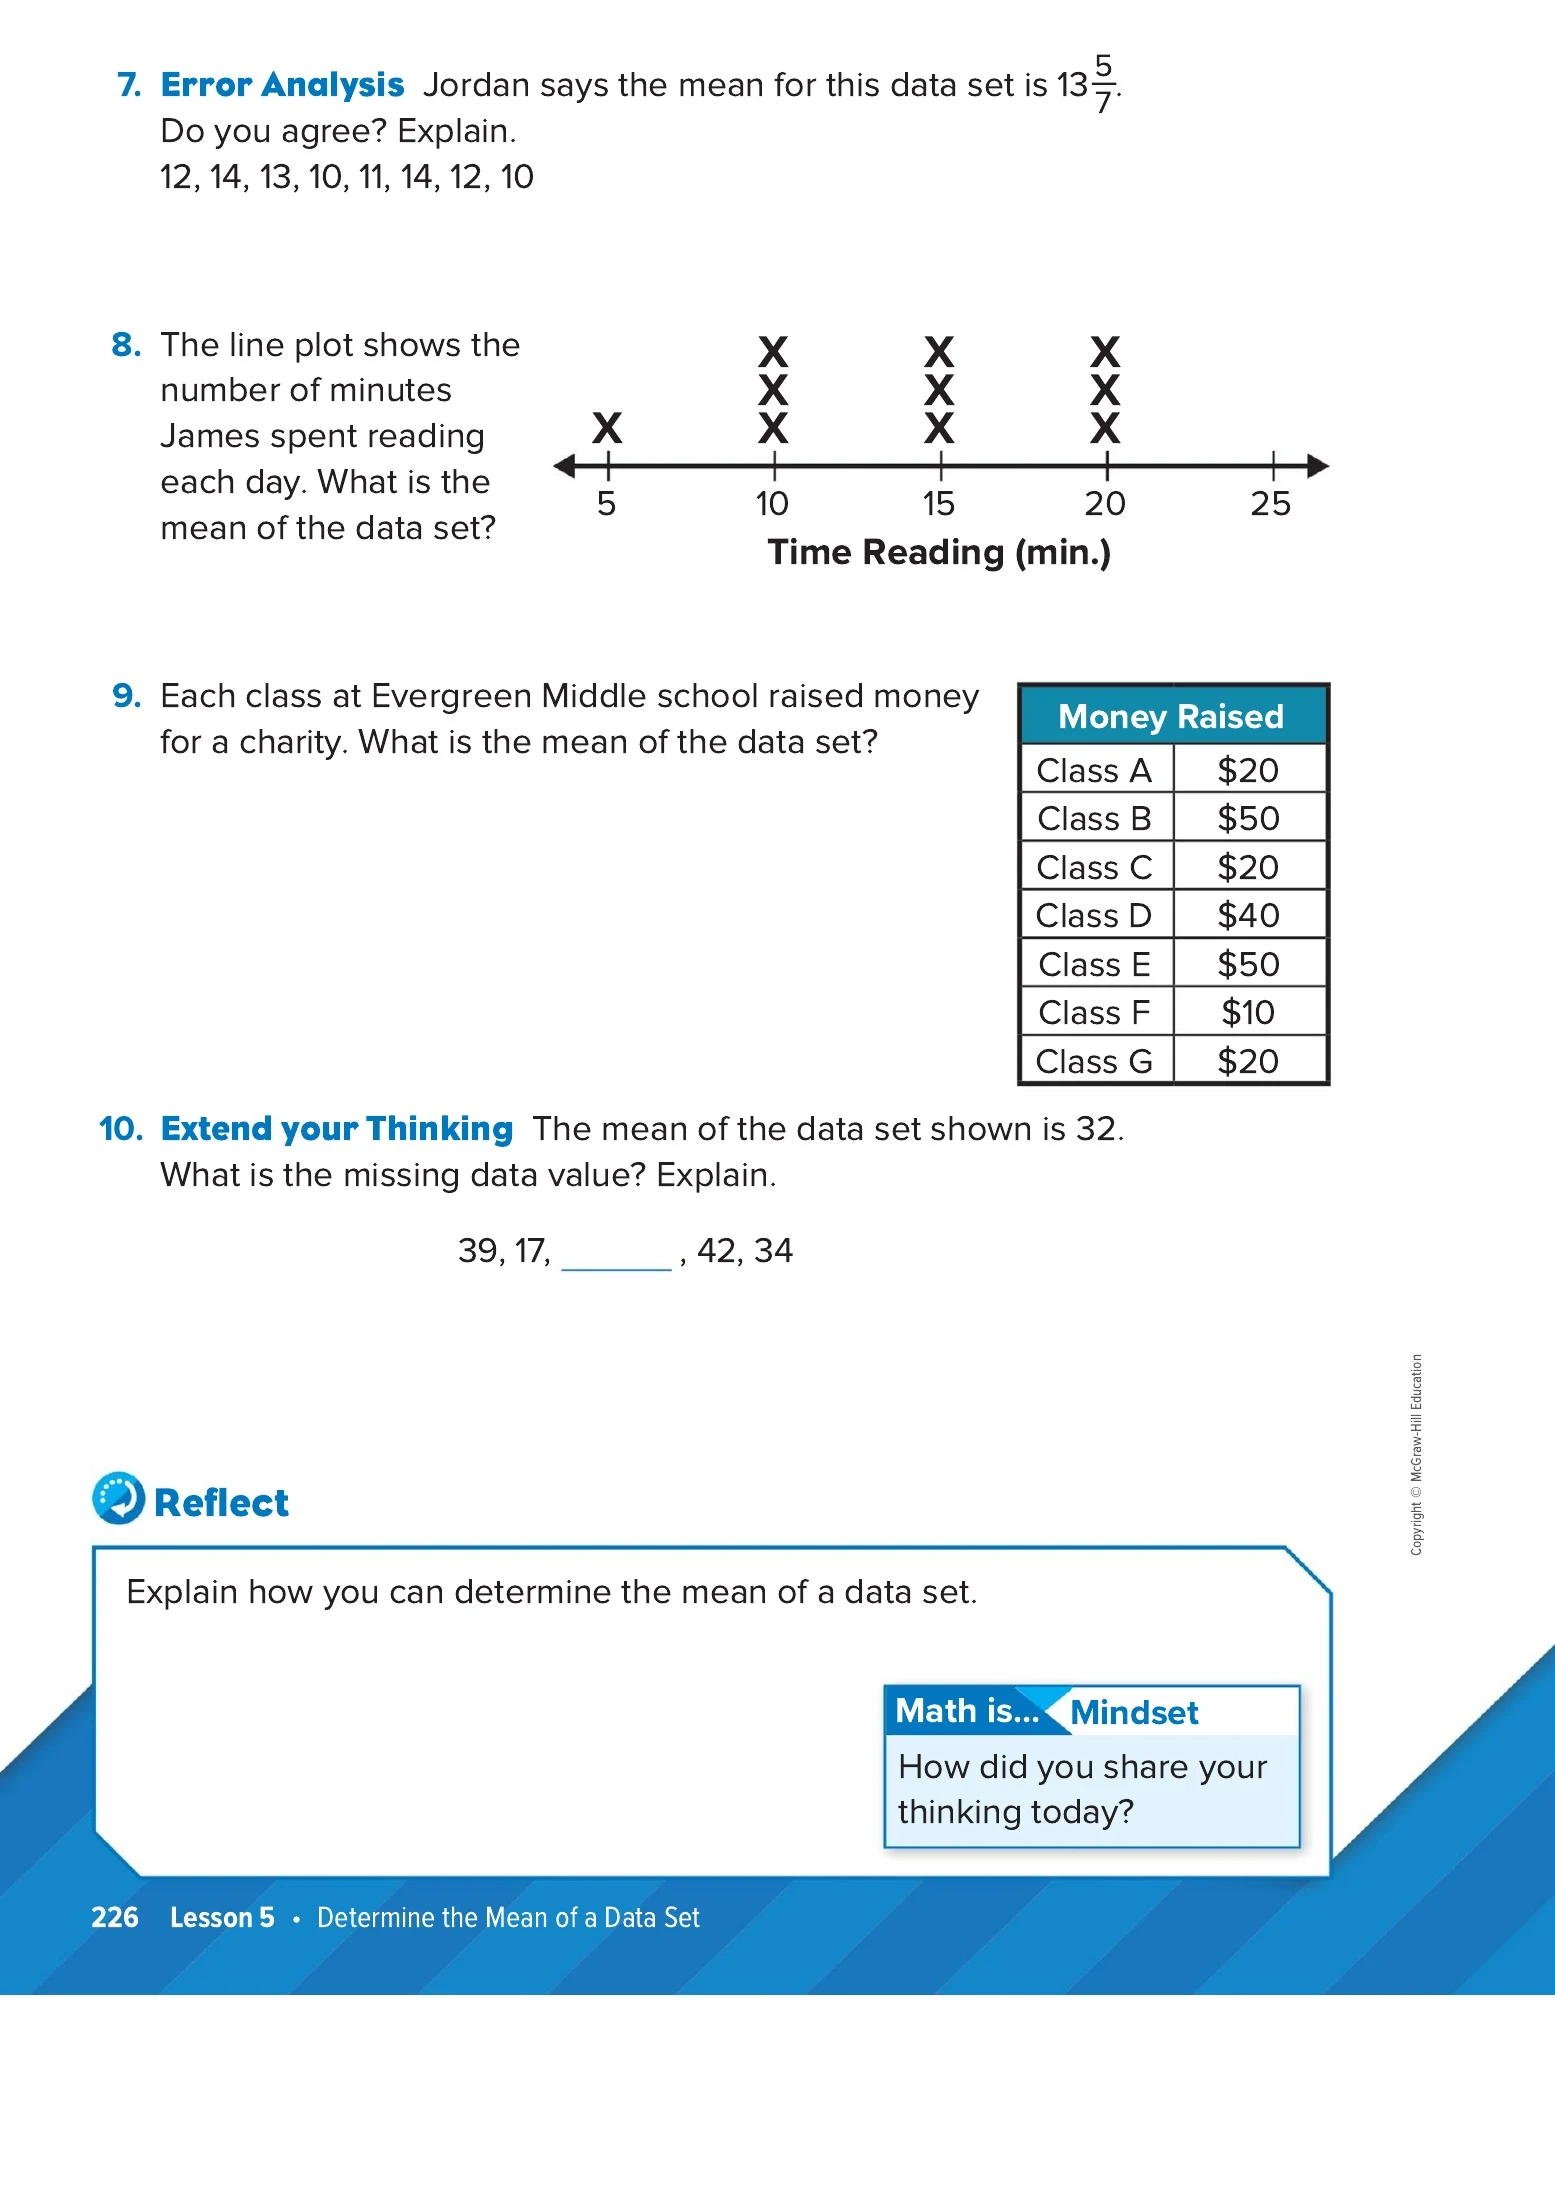 7. Error Analysis Jordan says the mean for this data set is 13 5/7.
Do you agree? Explain.
12, 14, 13, 10, 11, 14, 12, 10
8. The line plot shows the
number of minutes
James spent reading
each day. What is the
mean of the data set?
X X X
X X X
X X X X
5 10 15 20 25
Time Reading (min.)
9. Each class at Evergreen Middle school raised money
for a charity. What is the mean of the data set?
Money Raised
Class A $20
Class B $50
Class C $20
Class D $40
Class E $50
Class F $10
Class G $20
10. Extend your Thinking The mean of the data set shown is 32.
What is the missing data value? Explain.
39, 17, ______ , 42, 34
Copyright © McGraw-Hill Education
Reflect
Explain how you can determine the mean of a data set.
Math is... Mindset
How did you share your
thinking today?
226 Lesson 5 • Determine the Mean of a Data Set